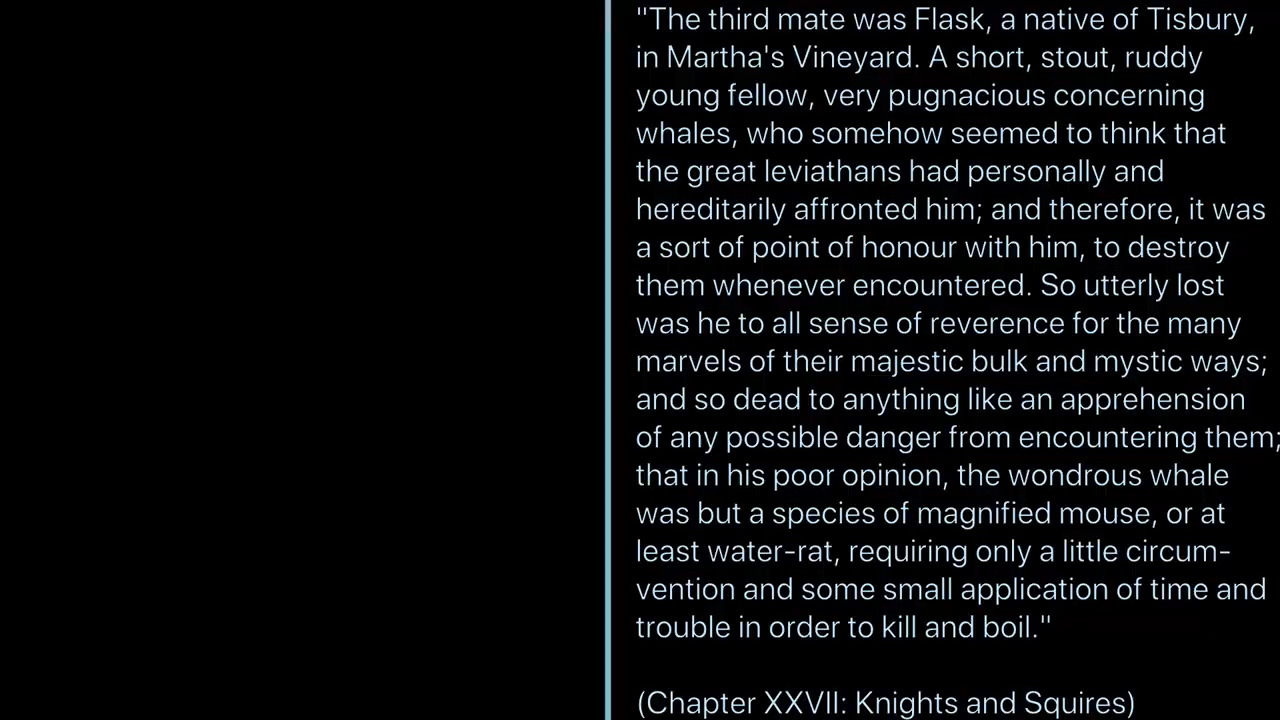 "The third mate was Flask, a native of Tisbury,
in Martha's Vineyard. A short, stout, ruddy
young fellow, very pugnacious concerning
whales, who somehow seemed to think that
the great leviathans had personally and
hereditarily affronted him; and therefore, it was
a sort of point of honour with him, to destroy
them whenever encountered. So utterly lost
was he to all sense of reverence for the many
marvels of their majestic bulk and mystic ways;
and so dead to anything like an apprehension
of any possible danger from encountering them;
that in his poor opinion, the wondrous whale
was but a species of magnified mouse, or at
least water-rat, requiring only a little circum-
vention and some small application of time and
trouble in order to kill and boil."
(Chapter XXVII: Knights and Squires)